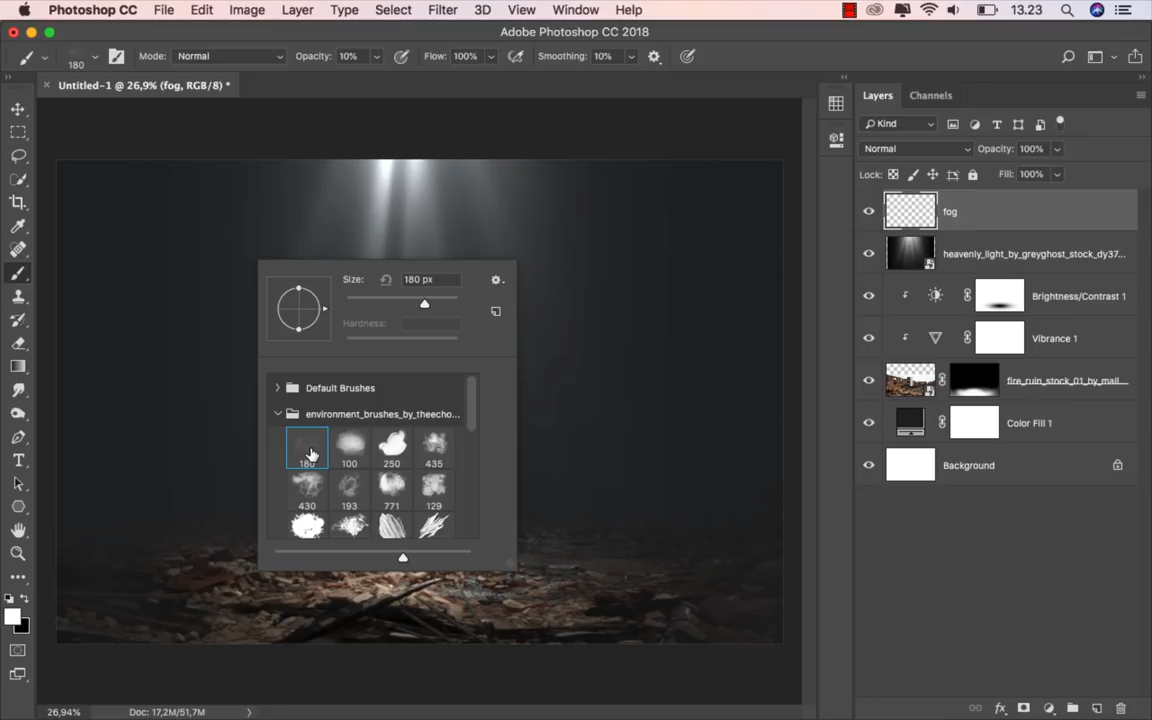 Photoshop CC File Edit Image Layer Type Select Filter 3D View Window Help 13.23
Adobe Photoshop CC 2018
180 Mode: Normal Opacity: 10% Flow: 100% Smoothing: 10%
Untitled-1 @ 26,9% (fog, RGB/8) *
Layers Channels
Kind
Normal Opacity: 100%
Lock: Fill: 100%
fog
heavenly_light_by_greyghost_stock_dy37...
Brightness/Contrast 1
Vibrance 1
fire_ruin_stock_01_by_mail...
Color Fill 1
Background
Size: 180 px
Hardness:
Default Brushes
environment_brushes_by_theecho...
180 100 250 435
430 193 771 129
26,94% Doc: 17,2M/51,7M